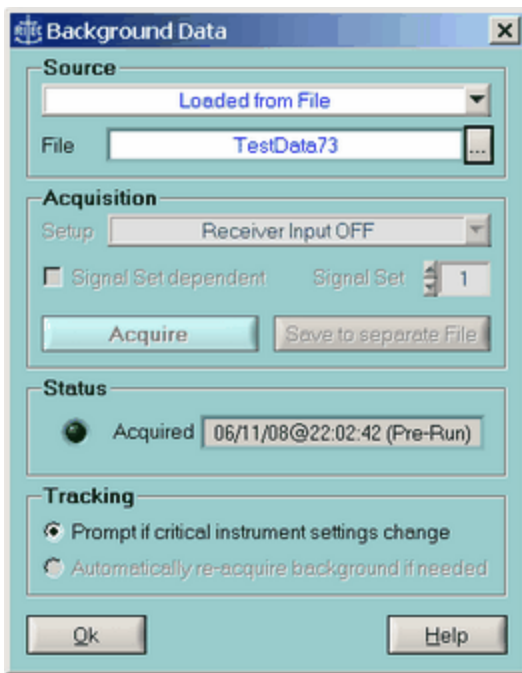 RITEC Background Data
Source
Loaded from File
File TestData73 ...
Acquisition
Setup Receiver Input OFF
Signal Set dependent Signal Set 1
Acquire Save to separate File
Status
Acquired 06/11/08@22:02:42 (Pre-Run)
Tracking
Prompt if critical instrument settings change
Automatically re-acquire background if needed
Ok Help